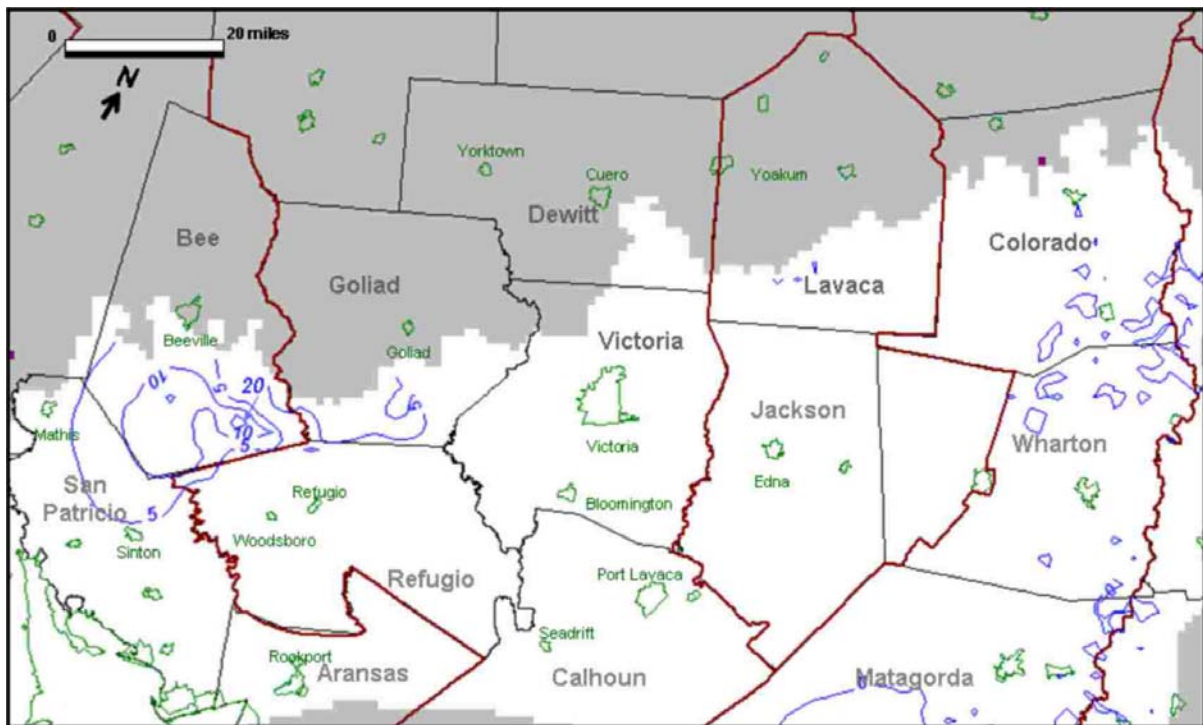 0 20 miles
N
Yorktown
Cuero
Yoakum
Dewitt
Bee
Colorado
Goliad
Lavaca
Beeville
Goliad
Victoria
10
5
20
5
Jackson
Mathis
10
5
Wharton
Victoria
San
Patricio
Edna
5
Refugio
Bloomington
Sinton
Woodsboro
Refugio
Port Lavaca
Seadrift
Rockport
Aransas
Calhoun
Matagorda